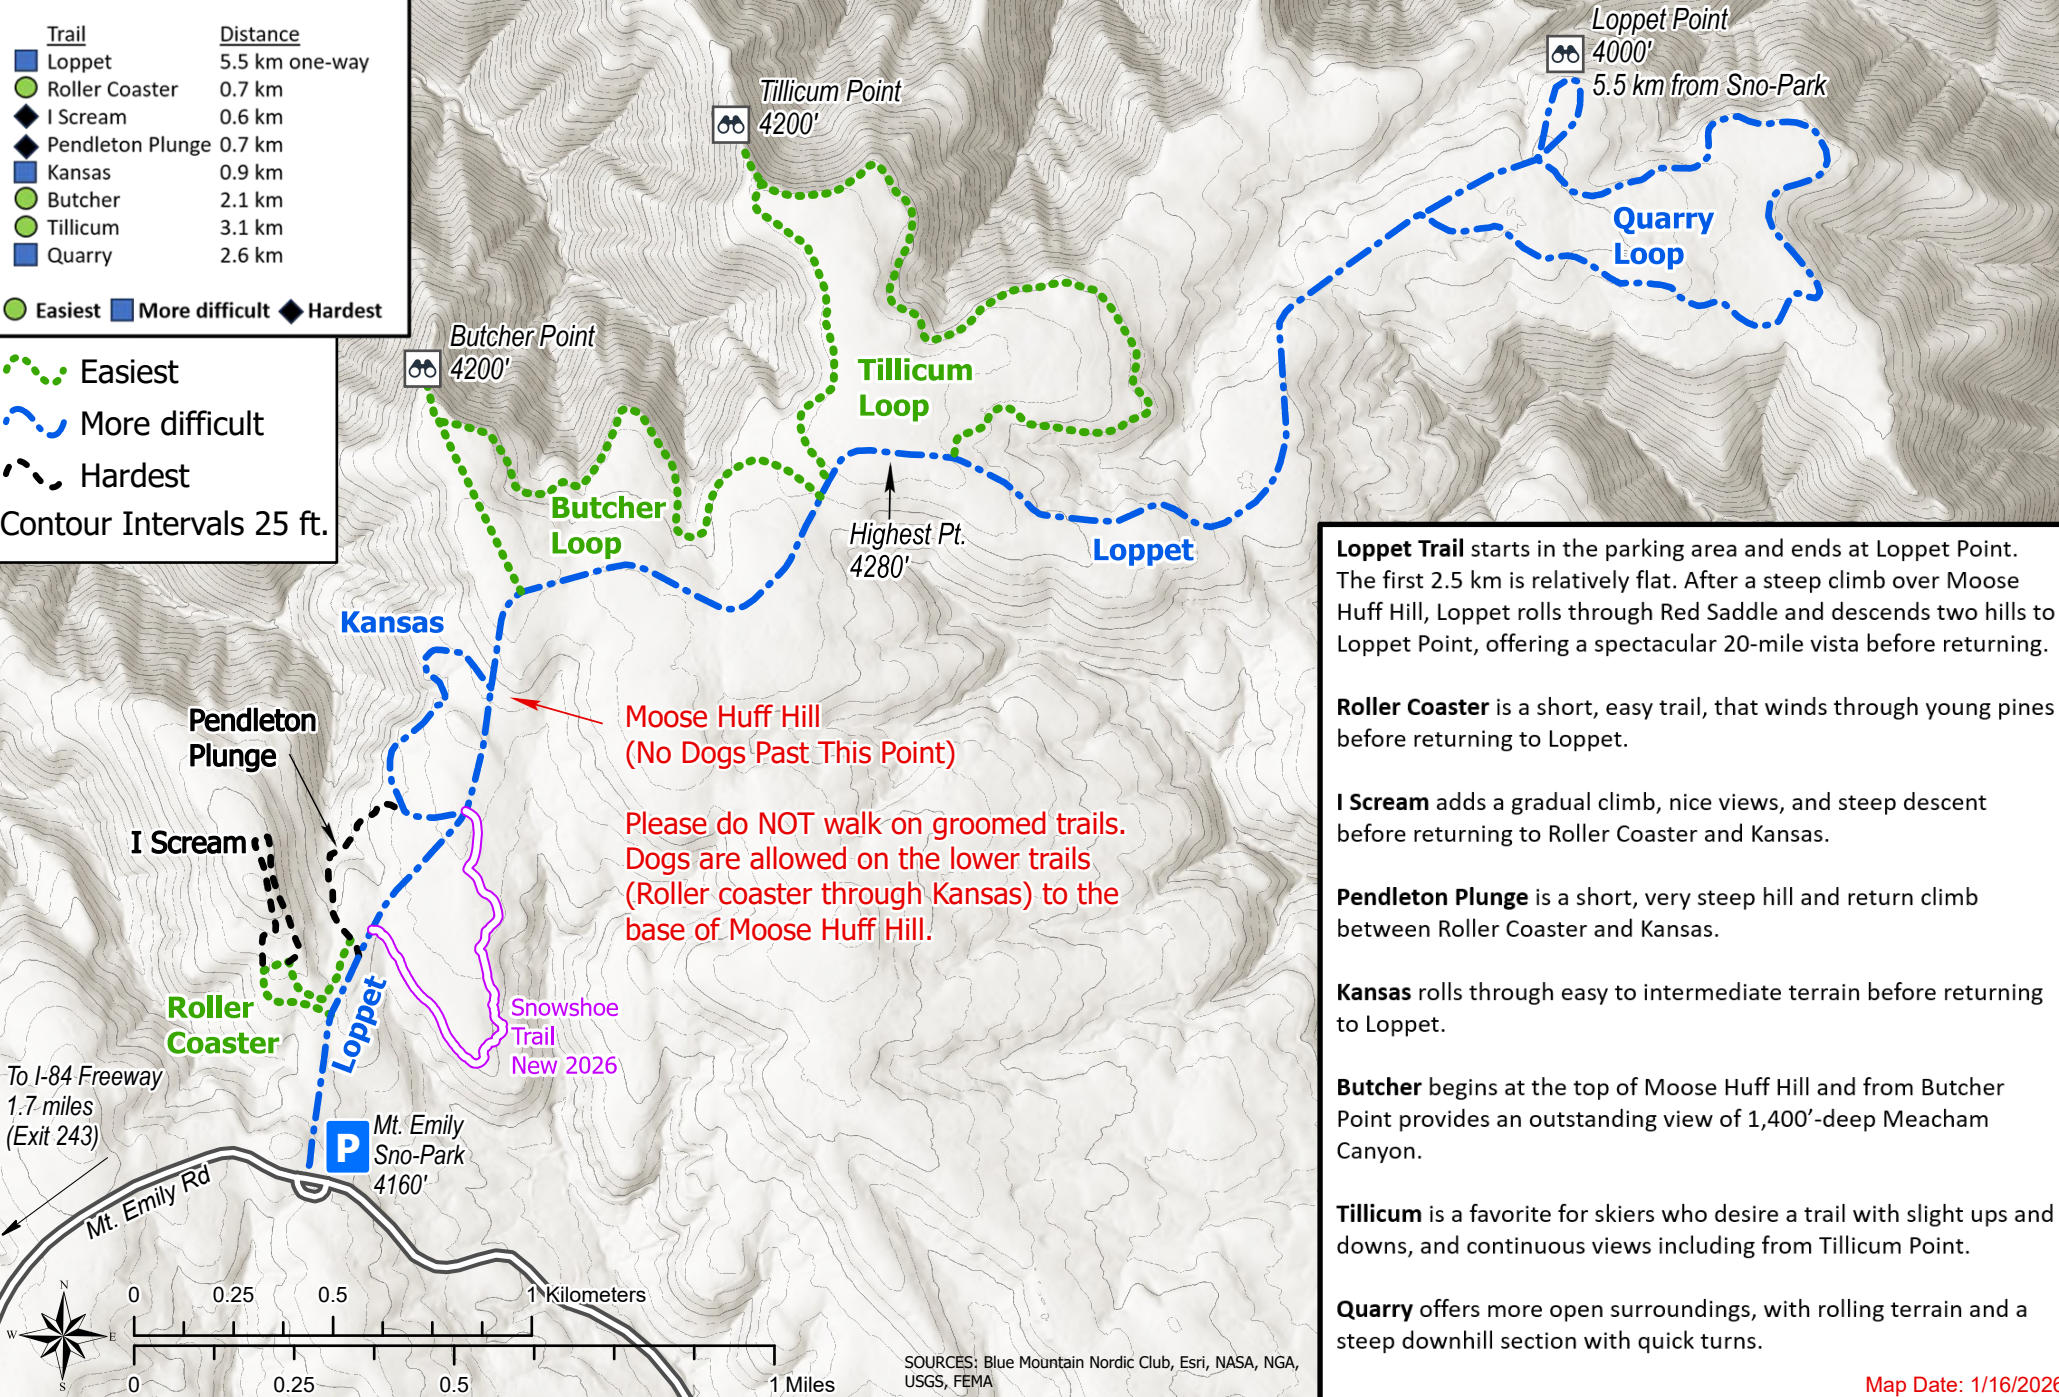 Trail Distance
Loppet 5.5 km one-way
Roller Coaster 0.7 km
I Scream 0.6 km
Pendleton Plunge 0.7 km
Kansas 0.9 km
Butcher 2.1 km
Tillicum 3.1 km
Quarry 2.6 km
Easiest More difficult Hardest
Easiest
More difficult
Hardest
Contour Intervals 25 ft.
Loppet Point
4000'
5.5 km from Sno-Park
Tillicum Point
4200'
Quarry
Loop
Butcher Point
4200'
Tillicum
Loop
Butcher
Loop
Highest Pt.
4280'
Loppet
Kansas
Moose Huff Hill
(No Dogs Past This Point)
Please do NOT walk on groomed trails.
Dogs are allowed on the lower trails
(Roller coaster through Kansas) to the
base of Moose Huff Hill.
Pendleton
Plunge
I Scream
Roller
Coaster
Loppet
Snowshoe
Trail
New 2026
To I-84 Freeway
1.7 miles
(Exit 243)
P
Mt. Emily
Sno-Park
4160'
Mt. Emily Rd
N
W E
S
0 0.25 0.5 1 Kilometers
0 0.25 0.5 1 Miles
SOURCES: Blue Mountain Nordic Club, Esri, NASA, NGA,
USGS, FEMA
Loppet Trail starts in the parking area and ends at Loppet Point.
The first 2.5 km is relatively flat. After a steep climb over Moose
Huff Hill, Loppet rolls through Red Saddle and descends two hills to
Loppet Point, offering a spectacular 20-mile vista before returning.
Roller Coaster is a short, easy trail, that winds through young pines
before returning to Loppet.
I Scream adds a gradual climb, nice views, and steep descent
before returning to Roller Coaster and Kansas.
Pendleton Plunge is a short, very steep hill and return climb
between Roller Coaster and Kansas.
Kansas rolls through easy to intermediate terrain before returning
to Loppet.
Butcher begins at the top of Moose Huff Hill and from Butcher
Point provides an outstanding view of 1,400’-deep Meacham
Canyon.
Tillicum is a favorite for skiers who desire a trail with slight ups and
downs, and continuous views including from Tillicum Point.
Quarry offers more open surroundings, with rolling terrain and a
steep downhill section with quick turns.
Map Date: 1/16/2026